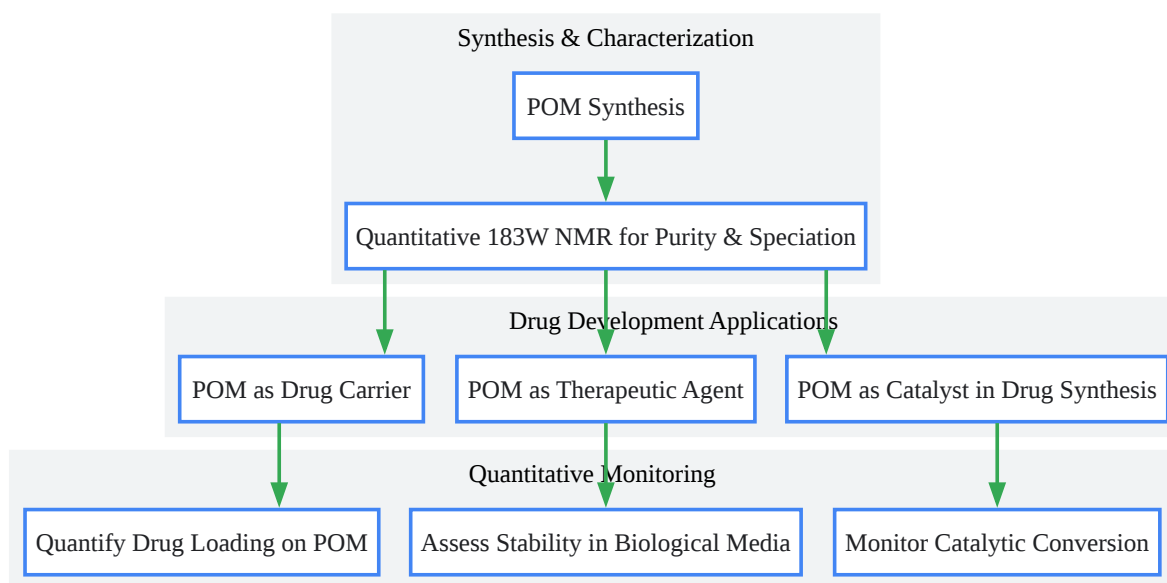 Synthesis & Characterization
POM Synthesis
Quantitative 183W NMR for Purity & Speciation
Drug Development Applications
POM as Drug Carrier
POM as Therapeutic Agent
POM as Catalyst in Drug Synthesis
Quantitative Monitoring
Quantify Drug Loading on POM
Assess Stability in Biological Media
Monitor Catalytic Conversion